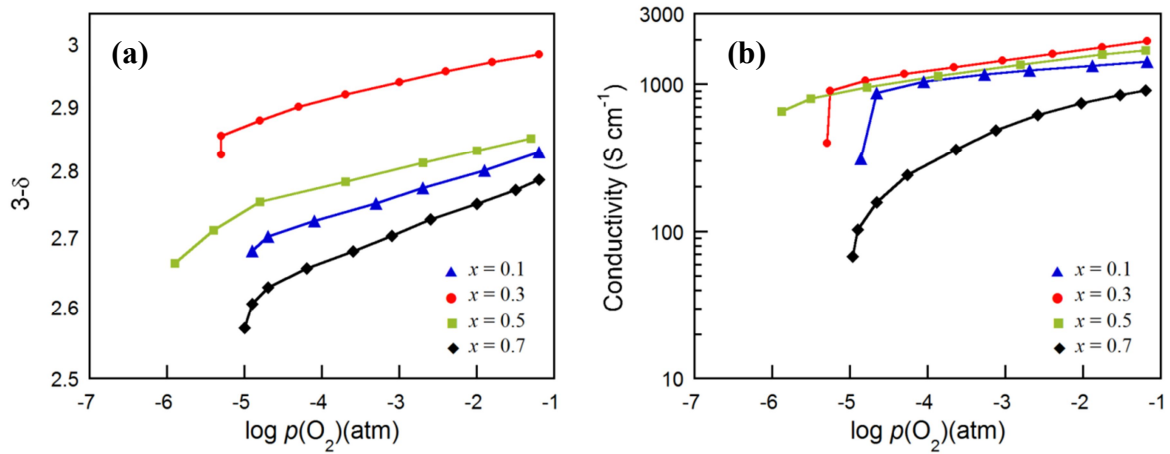 (a)
3
2.9
2.8
2.7
2.6
2.5
3-δ
-7 -6 -5 -4 -3 -2 -1
log p(O₂)(atm)
x = 0.1
x = 0.3
x = 0.5
x = 0.7
(b)
3000
1000
100
10
Conductivity (S cm⁻¹)
-7 -6 -5 -4 -3 -2 -1
log p(O₂)(atm)
x = 0.1
x = 0.3
x = 0.5
x = 0.7